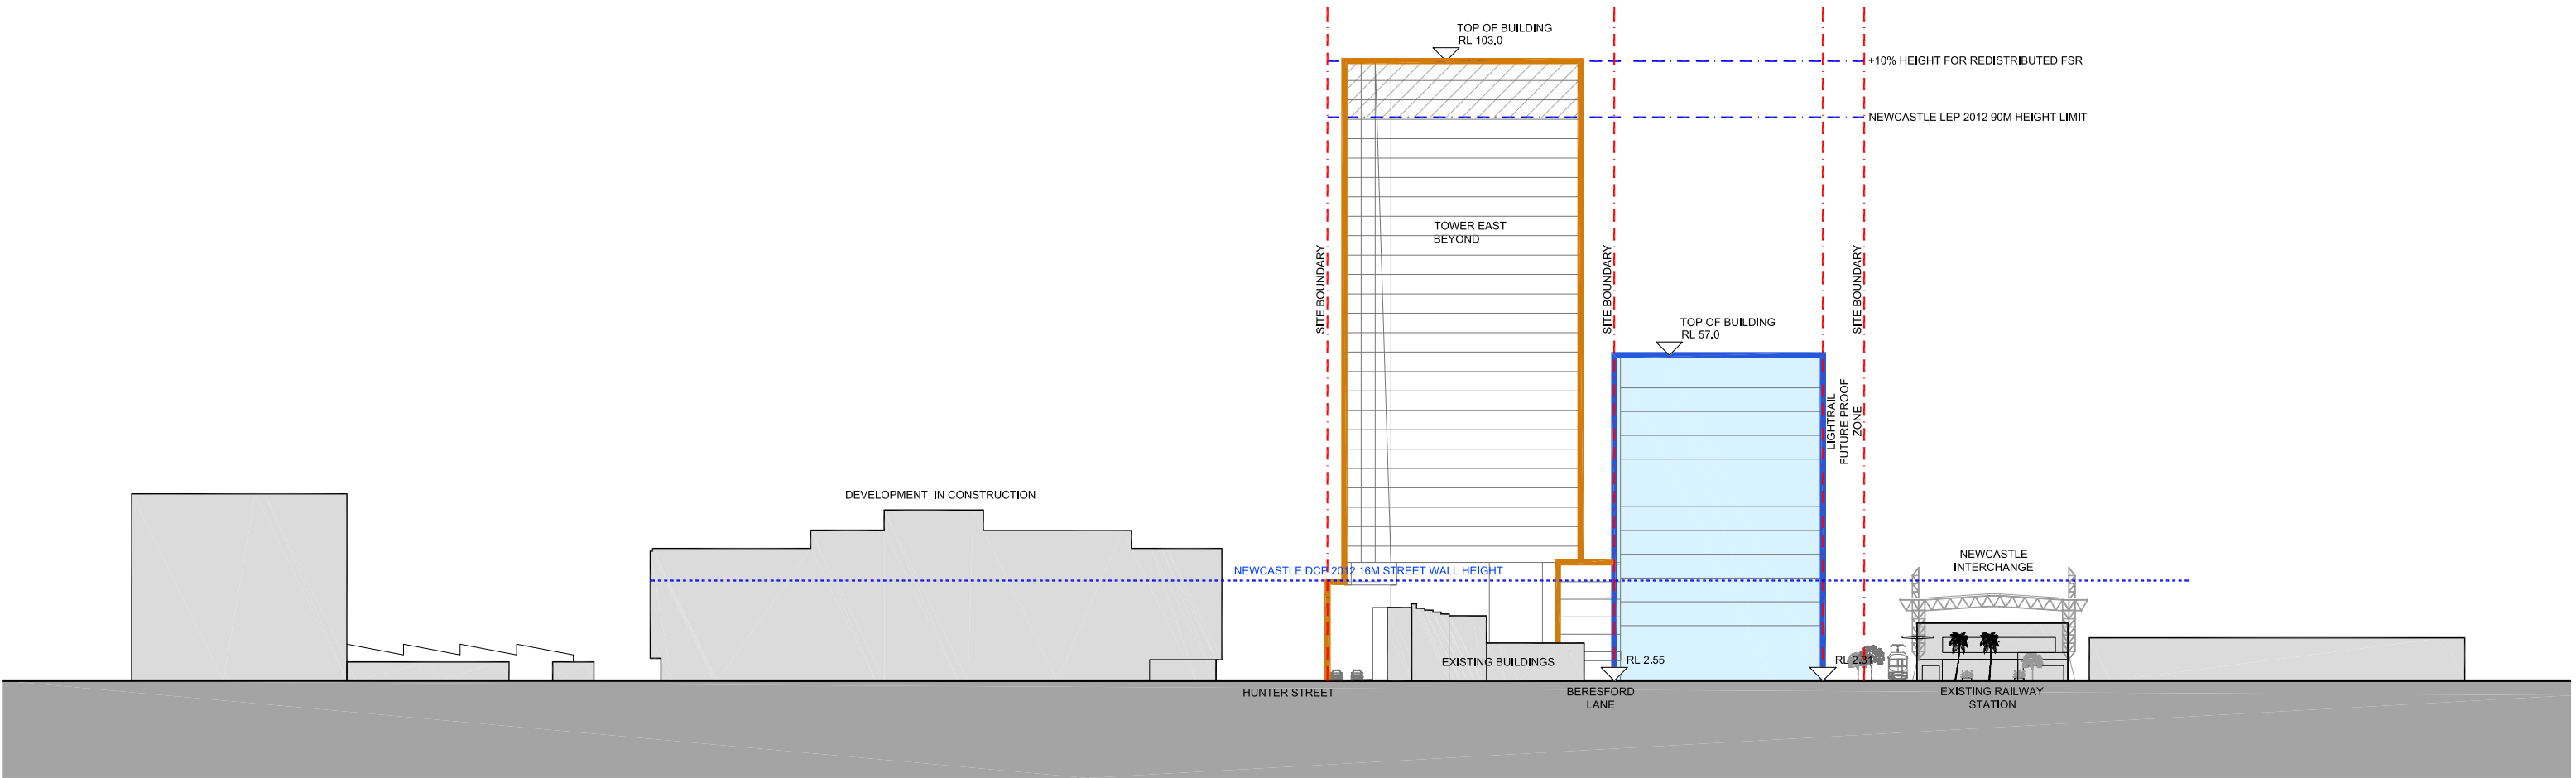 TOP OF BUILDING
RL 103.0
+10% HEIGHT FOR REDISTRIBUTED FSR
NEWCASTLE LEP 2012 90M HEIGHT LIMIT
TOWER EAST
BEYOND
SITE BOUNDARY
SITE BOUNDARY
SITE BOUNDARY
TOP OF BUILDING
RL 57.0
LIGHTRAIL
FUTURE PROOF
ZONE
DEVELOPMENT IN CONSTRUCTION
NEWCASTLE DCP 2012 16M STREET WALL HEIGHT
NEWCASTLE
INTERCHANGE
EXISTING BUILDINGS
RL 2.55
RL 2.31
HUNTER STREET
BERESFORD
LANE
EXISTING RAILWAY
STATION